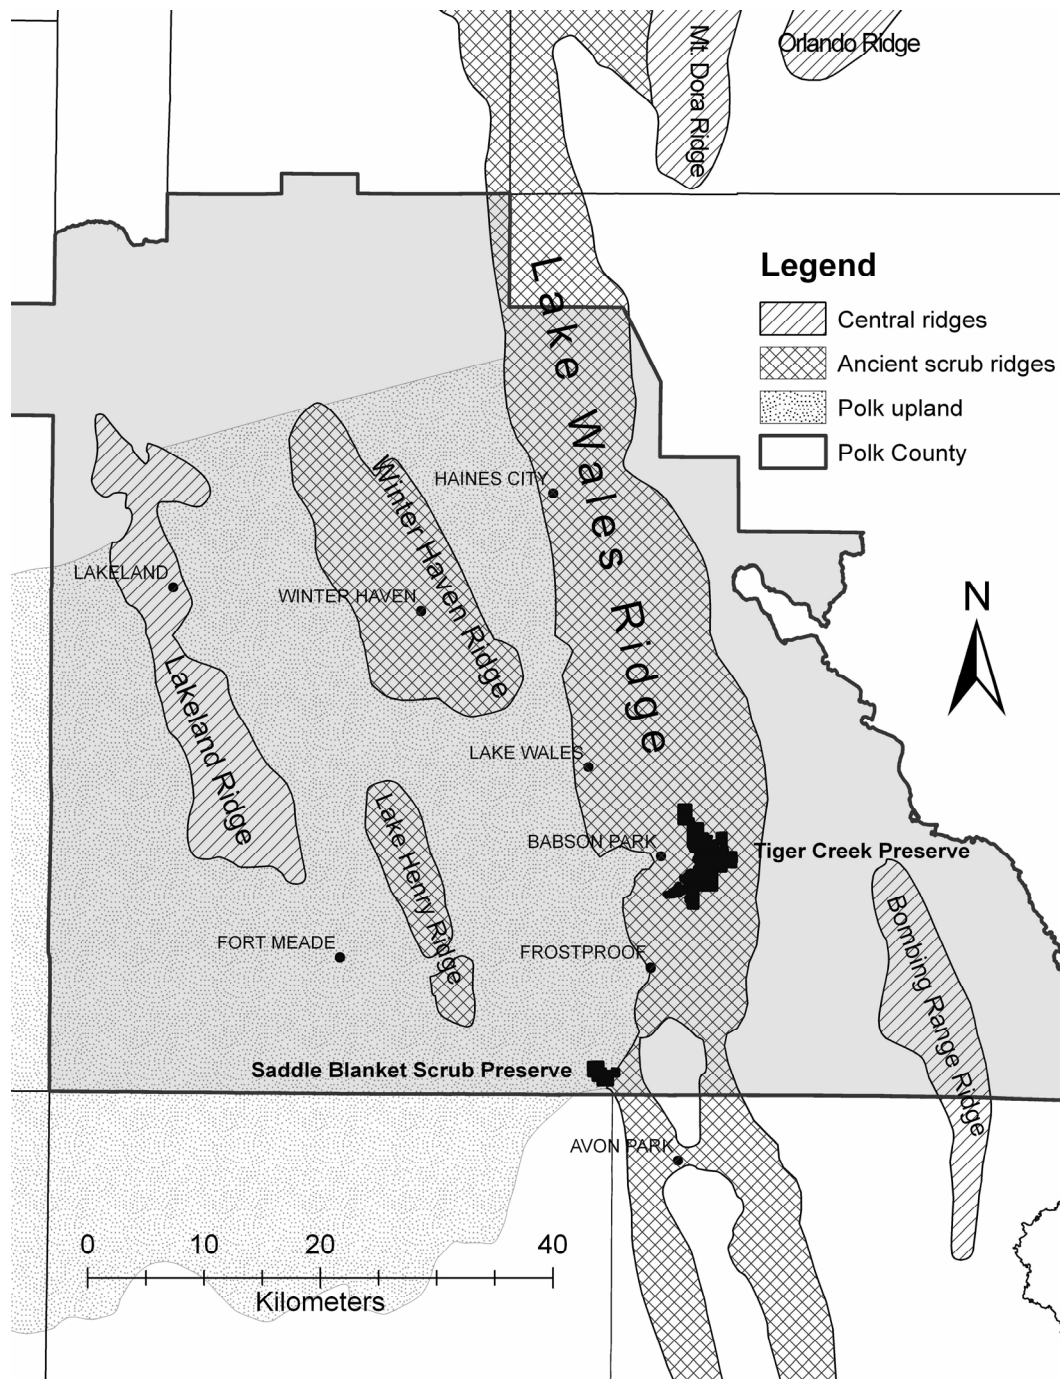 Mt. Dora Ridge
Orlando Ridge
Legend
Central ridges
Ancient scrub ridges
Polk upland
Polk County
Lake Wales Ridge
Winter Haven Ridge
HAINES CITY
LAKELAND
WINTER HAVEN
N
Lakeland Ridge
LAKE WALES
Lake Henry Ridge
BABSON PARK
Tiger Creek Preserve
Bombing Range Ridge
FORT MEADE
FROSTPROOF
Saddle Blanket Scrub Preserve
AVON PARK
0 10 20 40
Kilometers